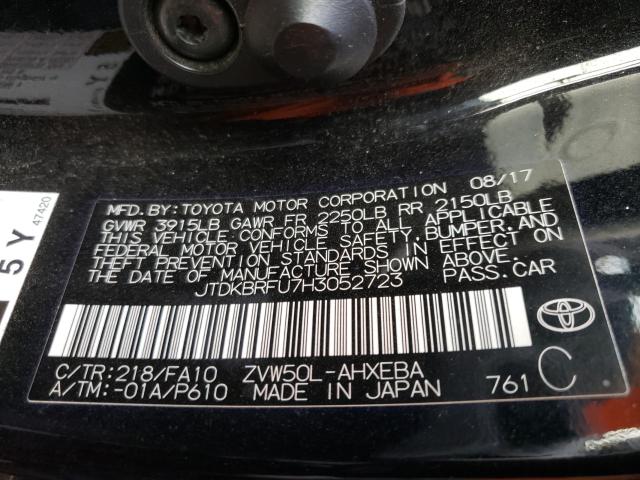 MFD.BY:TOYOTA MOTOR CORPORATION 08/17
GVWR 3915LB GAWR FR 2250LB RR 2150LB
THIS VEHICLE CONFORMS TO ALL APPLICABLE
FEDERAL MOTOR VEHICLE SAFETY, BUMPER, AND
THEFT PREVENTION STANDARDS IN EFFECT ON
THE DATE OF MANUFACTURE SHOWN ABOVE.
JTDKBRFU7H3052723 PASS.CAR
C/TR:218/FA10 ZVW50L-AHXEBA
A/TM:-01A/P610 MADE IN JAPAN 761 C
5Y
47420